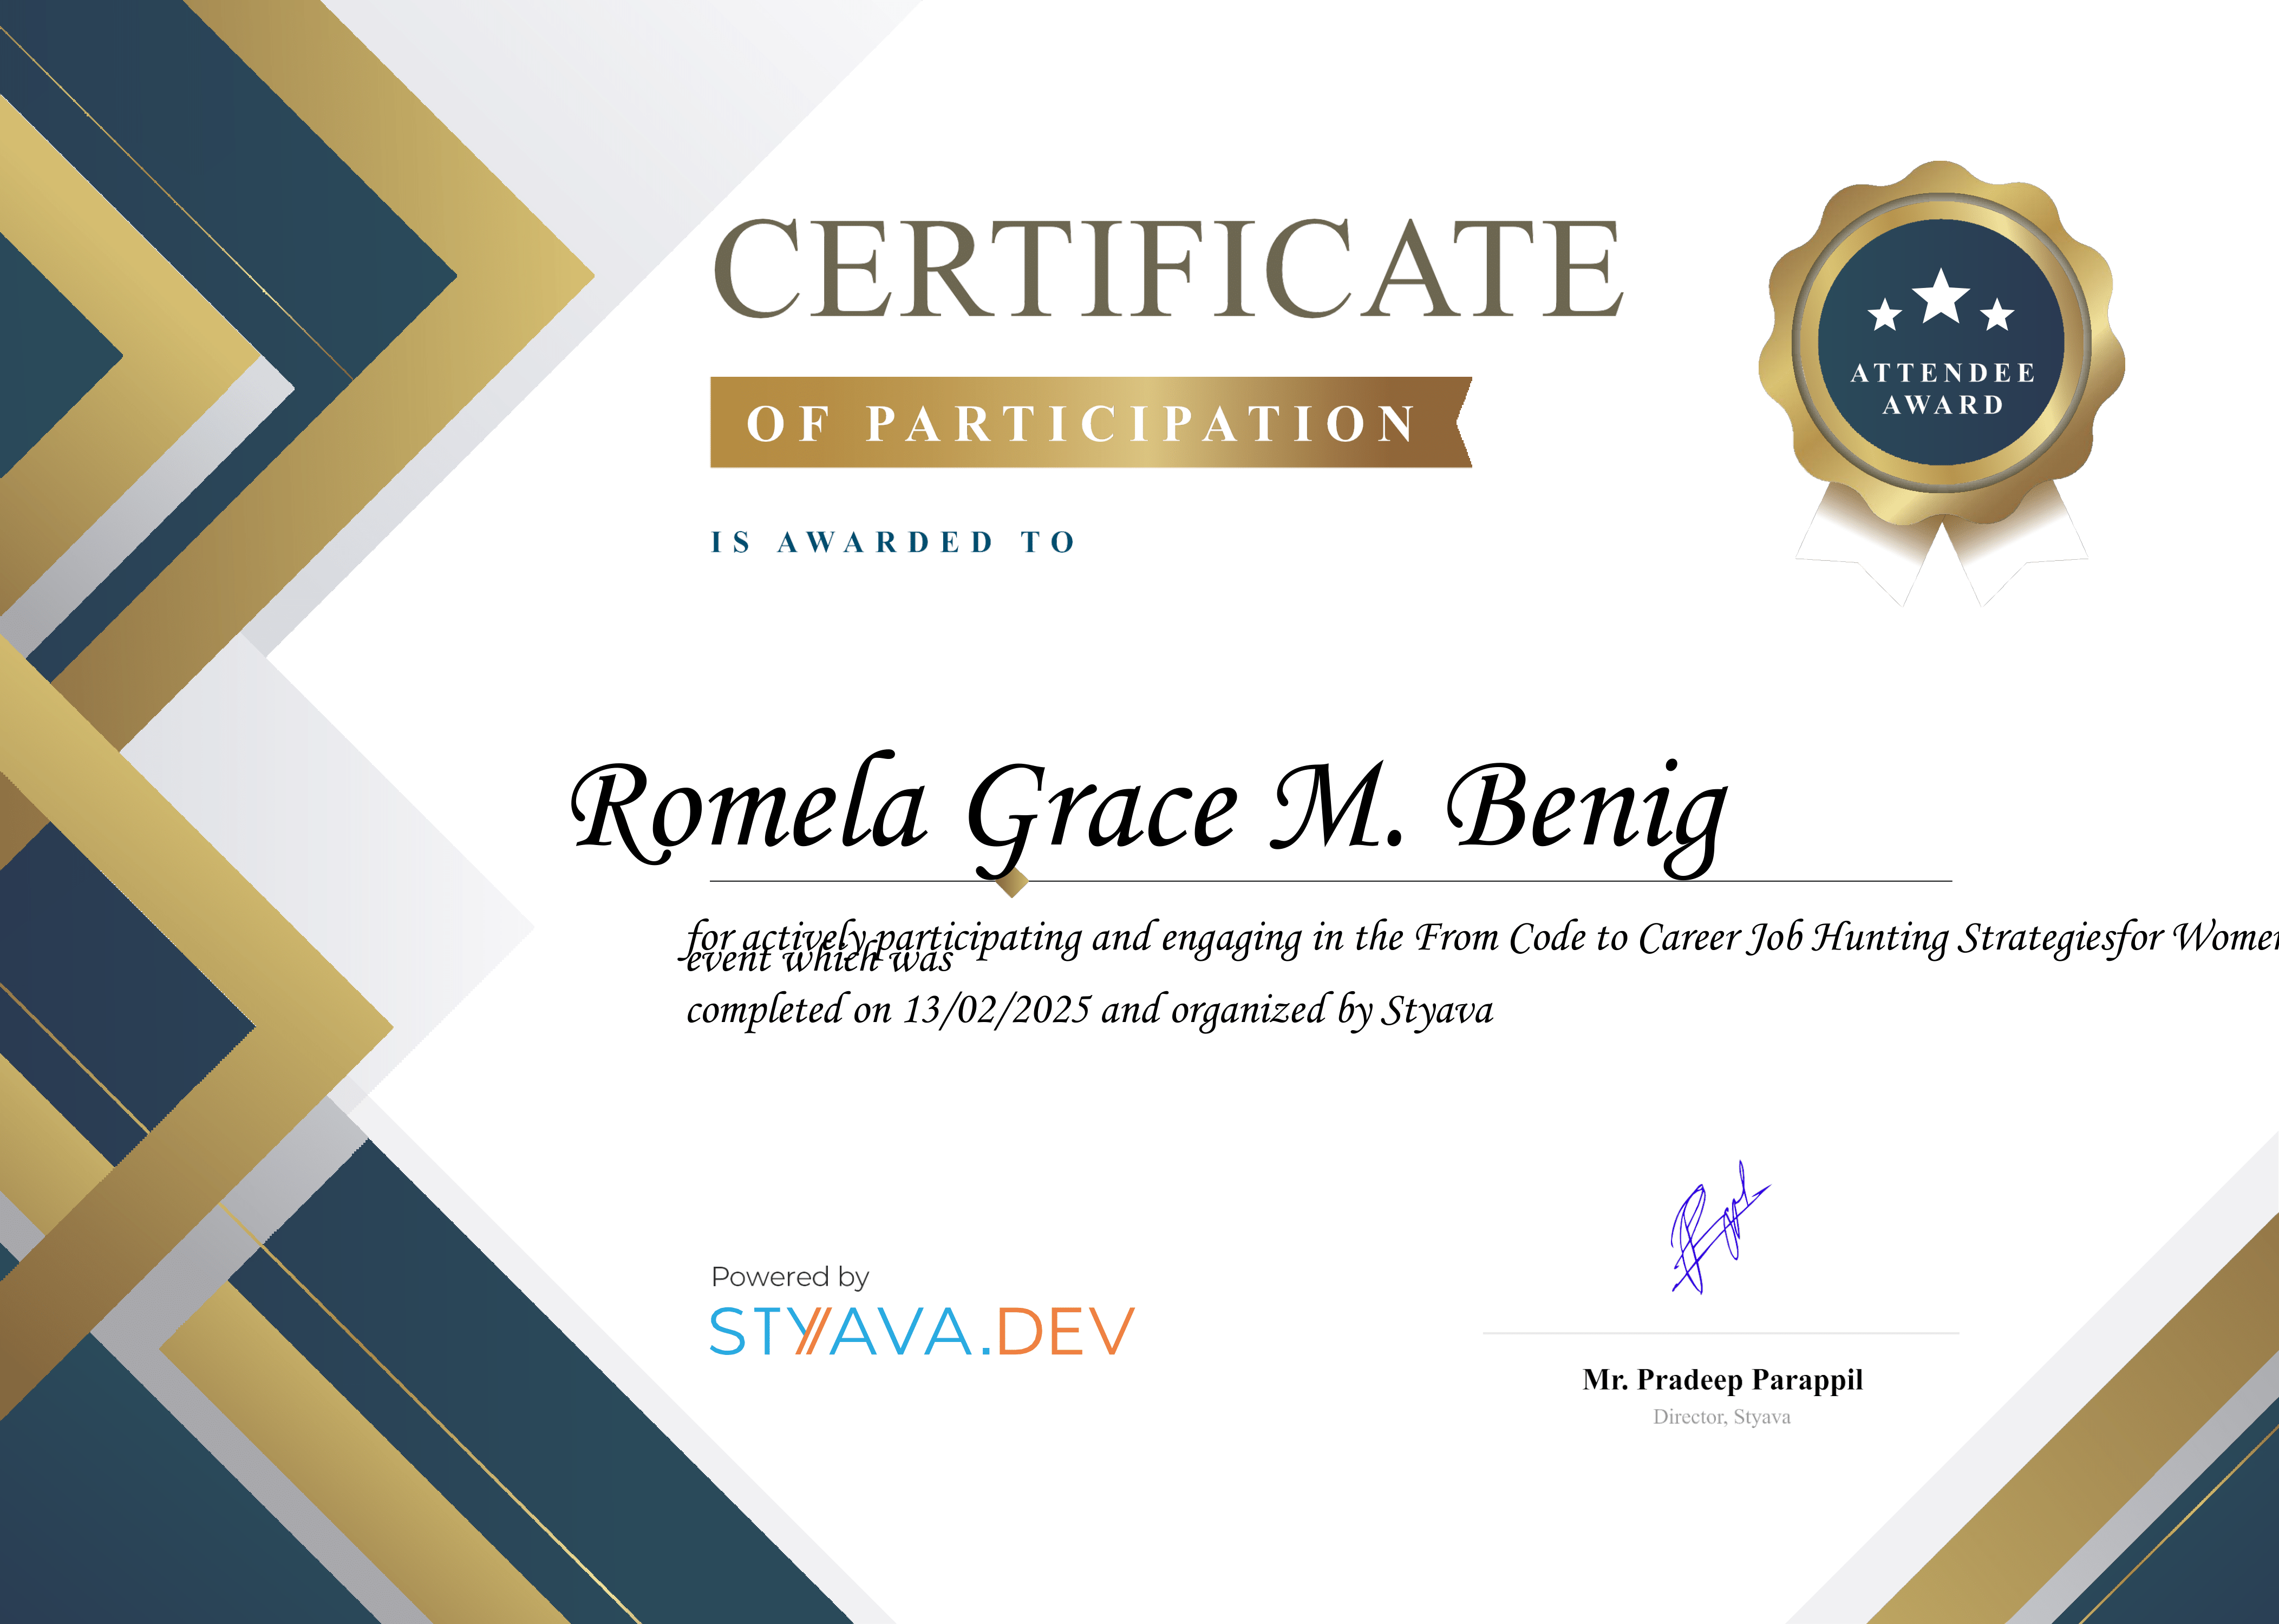 CERTIFICATE
OF PARTICIPATION
IS AWARDED TO
ATTENDEE
AWARD
Romela Grace M. Benig
for actively participating and engaging in the From Code to Career Job Hunting Strategiesfor Women
event which was
completed on 13/02/2025 and organized by Styava
Powered by
STYAVA.DEV
Mr. Pradeep Parappil
Director, Styava